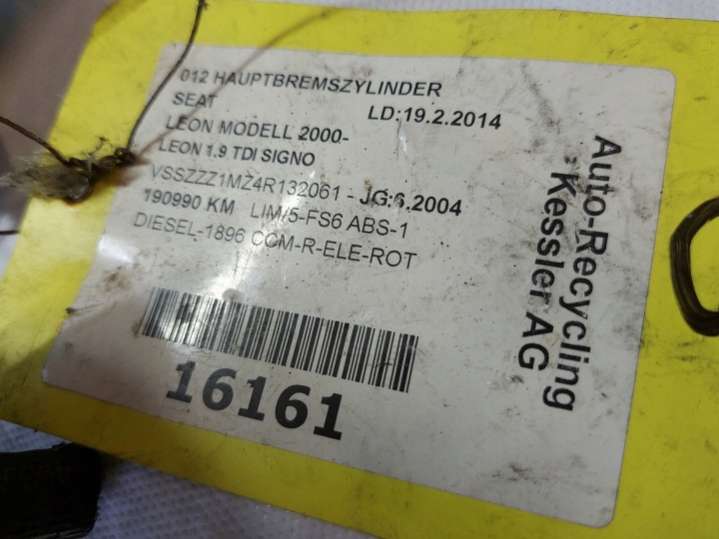 012 HAUPTBREMSZYLINDER
SEAT LD:19.2.2014
LEON MODELL 2000-
LEON 1.9 TDI SIGNO
VSSZZZ1MZ4R132061 - JG:6.2004
190990 KM LIM/5-FS6 ABS-1
DIESEL-1896 CCM-R-ELE-ROT
16161
Auto-Recycling
Kessler AG